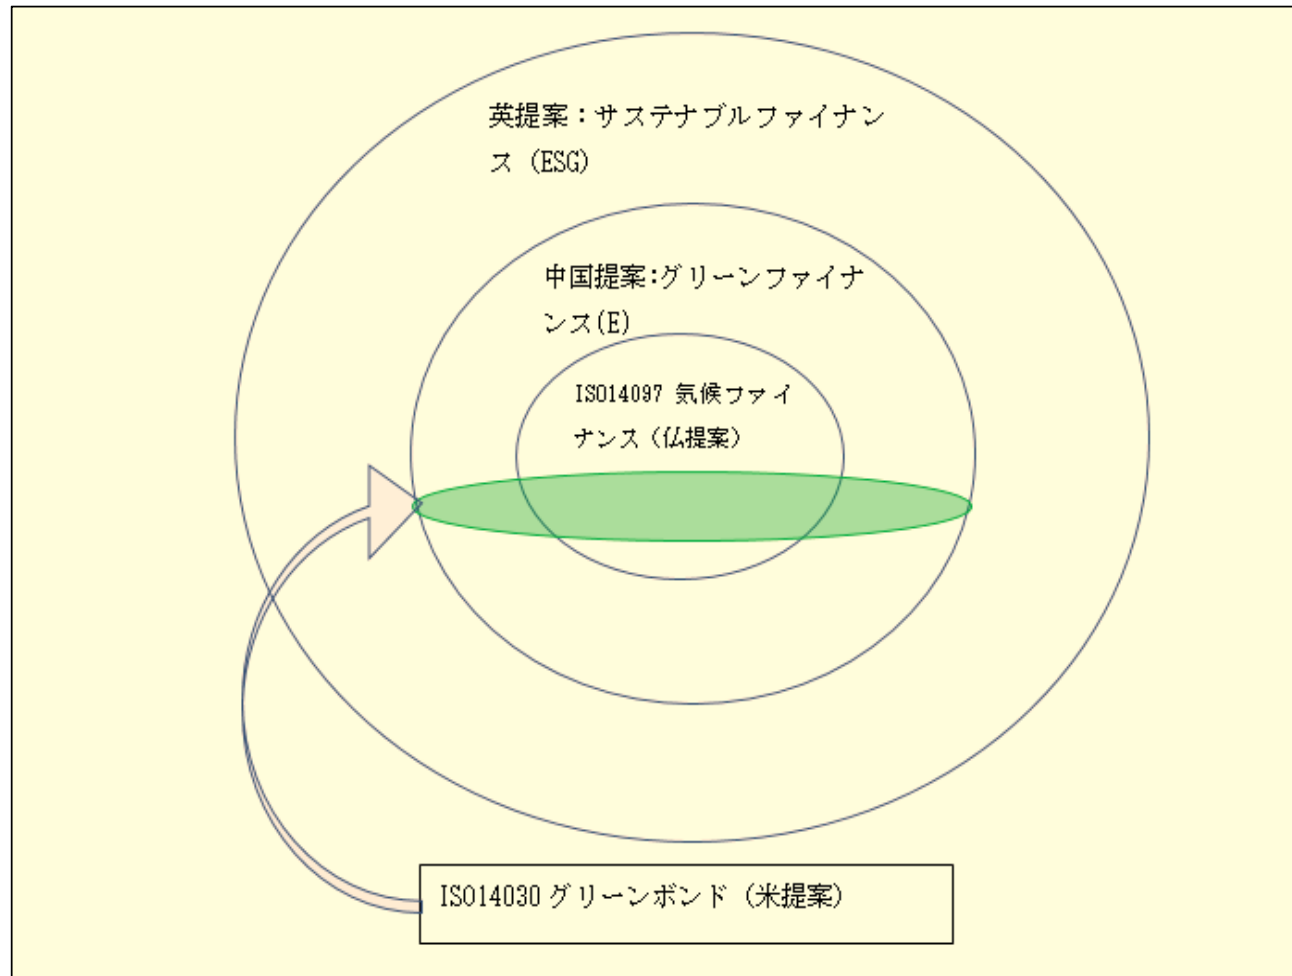 英提案：サステナブルファイナン
ス（ESG）
中国提案:グリーンファイナ
ンス(E)
ISO14097 気候ファイ
ナンス（仏提案）
ISO14030 グリーンボンド（米提案）